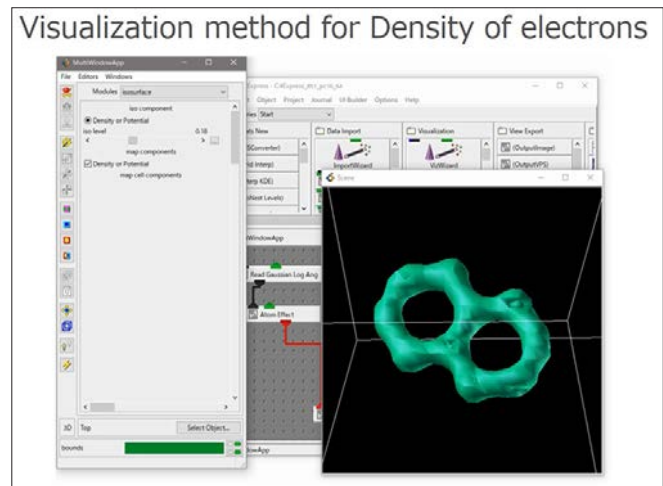 Visualization method for Density of electrons
MultiWindowApp
File Editors Windows
Modules isosurface
iso component
Density or Potential
iso level 0.18
map components
Density or Potential
map cell components
3D Top Select Object...
bounds
Object Project Journal UI-Builder Options Help
Start
Data Import
Visualization
View Export
ImportWizard
VizWizard
(OutputImage)
(OutputVPS)
Scene
WindowApp
Read Gaussian Log Ang
Atom Effect